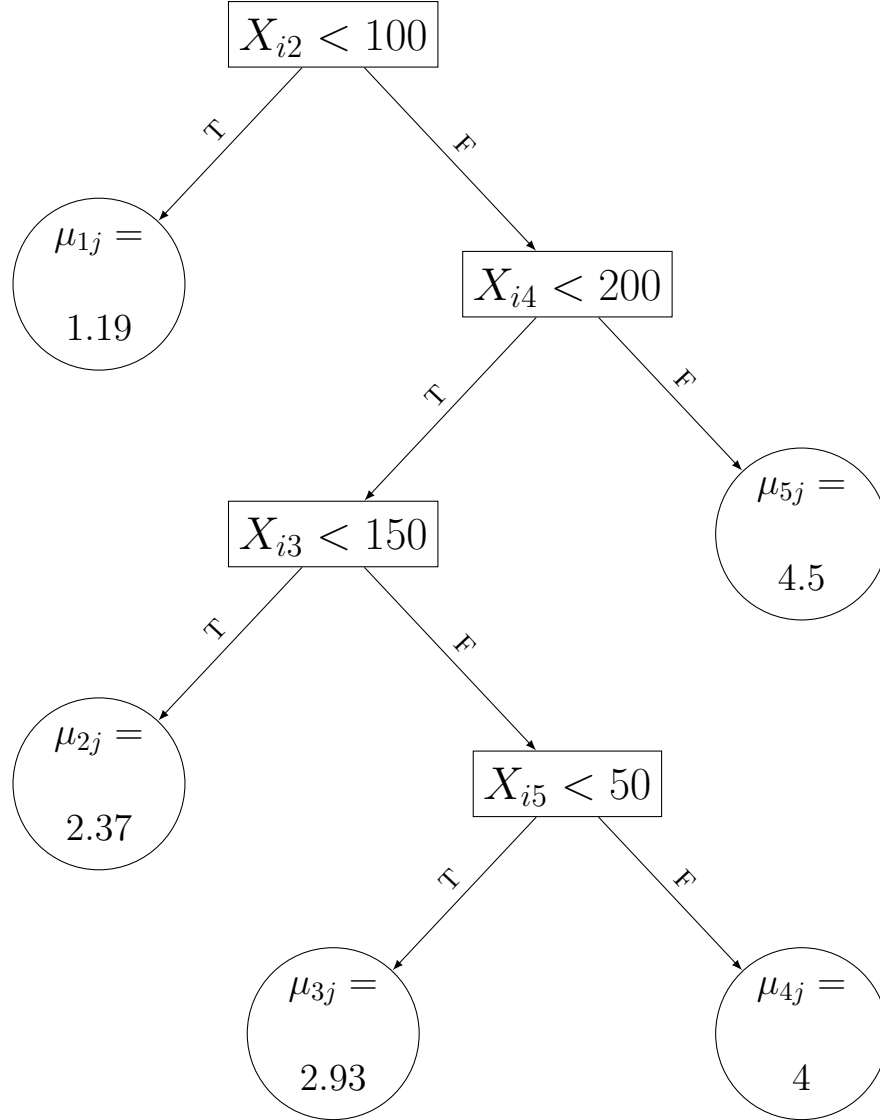 X_{i2} < 100
T
F
μ_{1j} =
1.19
X_{i4} < 200
T
F
X_{i3} < 150
μ_{5j} =
4.5
T
F
μ_{2j} =
2.37
X_{i5} < 50
T
F
μ_{3j} =
2.93
μ_{4j} =
4